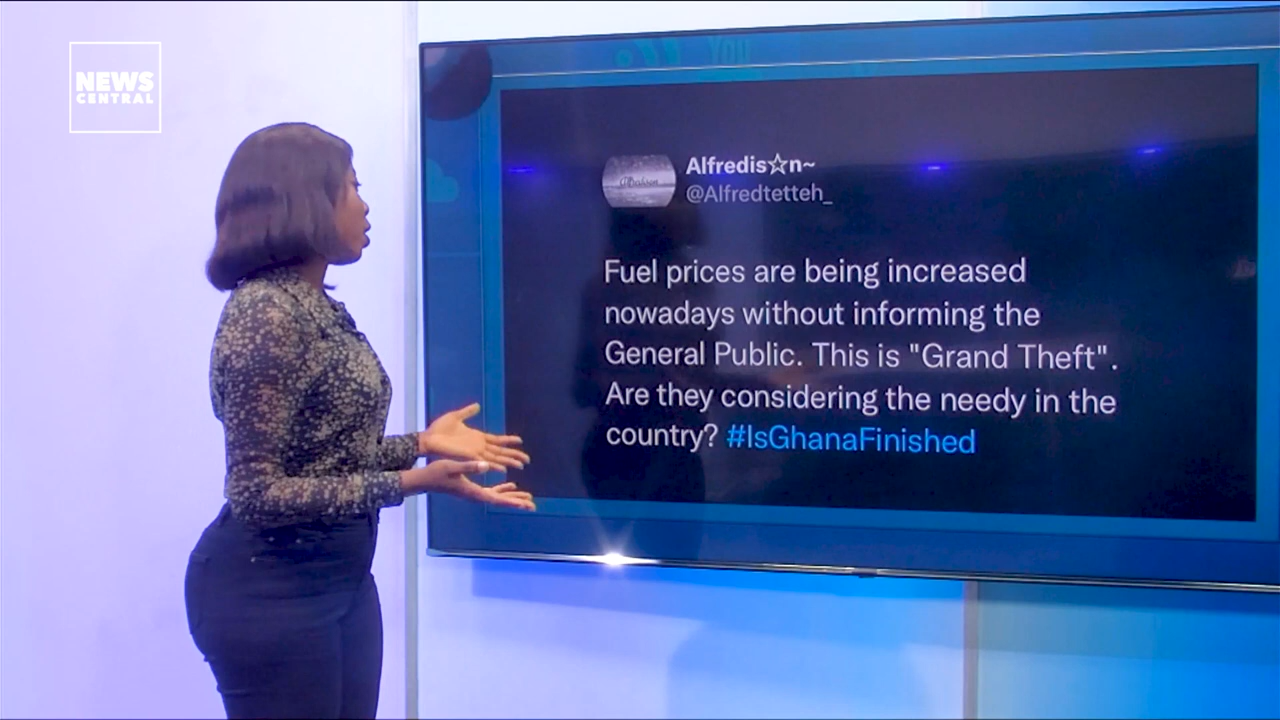 NEWS
CENTRAL
YOU
Alfredis☆n~
@Alfredtetteh_
Fuel prices are being increased
nowadays without informing the
General Public. This is "Grand Theft".
Are they considering the needy in the
country? #IsGhanaFinished